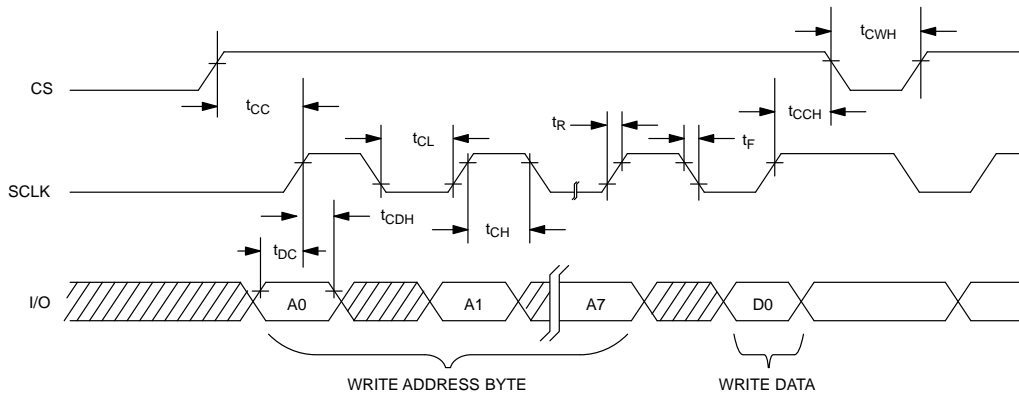 tCWH
CS
tCC
tCCH
tR
tF
tCL
SCLK
tCDH
tCH
tDC
I/O
A0
A1
A7
D0
WRITE ADDRESS BYTE
WRITE DATA